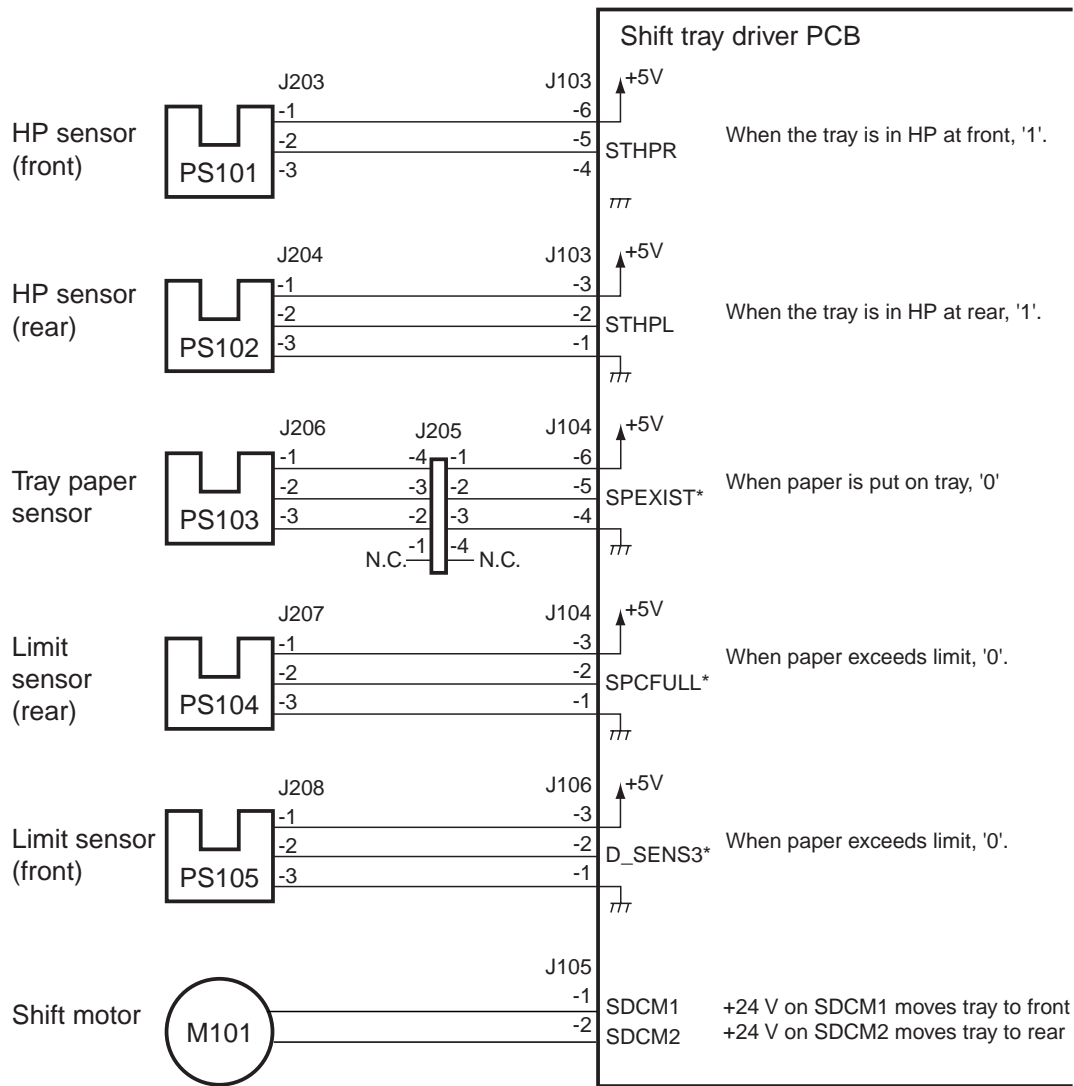 Shift tray driver PCB
J203
J103
+5V
HP sensor
(front)
PS101
-1
-2
-3
-6
-5
-4
STHPR
When the tray is in HP at front, '1'.
J204
J103
+5V
HP sensor
(rear)
PS102
-1
-2
-3
-3
-2
-1
STHPL
When the tray is in HP at rear, '1'.
J206
J205
J104
+5V
Tray paper
sensor
PS103
-1
-2
-3
-4
-3
-2
-1
-1
-2
-3
-4
N.C.
N.C.
-6
-5
-4
SPEXIST*
When paper is put on tray, '0'
J207
J104
+5V
Limit
sensor
(rear)
PS104
-1
-2
-3
-3
-2
-1
SPCFULL*
When paper exceeds limit, '0'.
J208
J106
+5V
Limit sensor
(front)
PS105
-1
-2
-3
-3
-2
-1
D_SENS3*
When paper exceeds limit, '0'.
J105
Shift motor
M101
-1
-2
SDCM1
+24 V on SDCM1 moves tray to front
SDCM2
+24 V on SDCM2 moves tray to rear